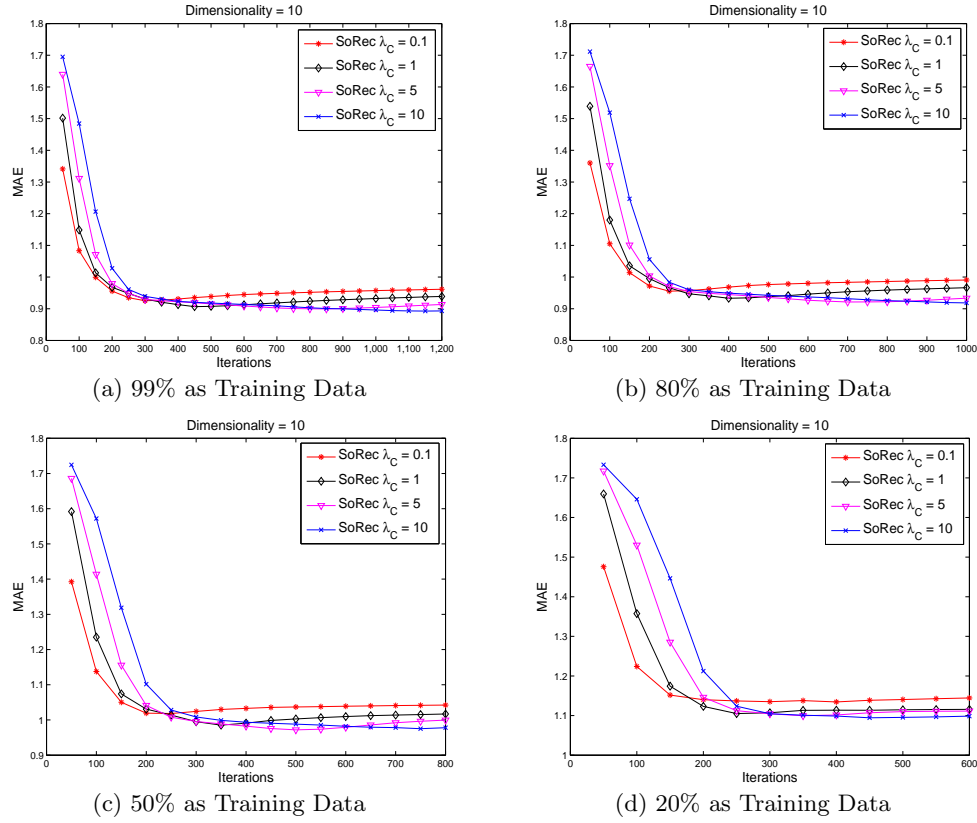 Dimensionality = 10
1.8
1.7
1.6
1.5
1.4
1.3
1.2
1.1
1
0.9
0.8
MAE
SoRec λC = 0.1
SoRec λC = 1
SoRec λC = 5
SoRec λC = 10
0 100 200 300 400 500 600 700 800 900 1,000 1,100 1,200
Iterations
(a) 99% as Training Data
Dimensionality = 10
1.8
1.7
1.6
1.5
1.4
1.3
1.2
1.1
1
0.9
0.8
MAE
SoRec λC = 0.1
SoRec λC = 1
SoRec λC = 5
SoRec λC = 10
0 100 200 300 400 500 600 700 800 900 1000
Iterations
(b) 80% as Training Data
Dimensionality = 10
1.8
1.7
1.6
1.5
1.4
1.3
1.2
1.1
1
0.9
MAE
SoRec λC = 0.1
SoRec λC = 1
SoRec λC = 5
SoRec λC = 10
0 100 200 300 400 500 600 700 800
Iterations
(c) 50% as Training Data
Dimensionality = 10
1.8
1.7
1.6
1.5
1.4
1.3
1.2
1.1
1
MAE
SoRec λC = 0.1
SoRec λC = 1
SoRec λC = 5
SoRec λC = 10
0 100 200 300 400 500 600
Iterations
(d) 20% as Training Data